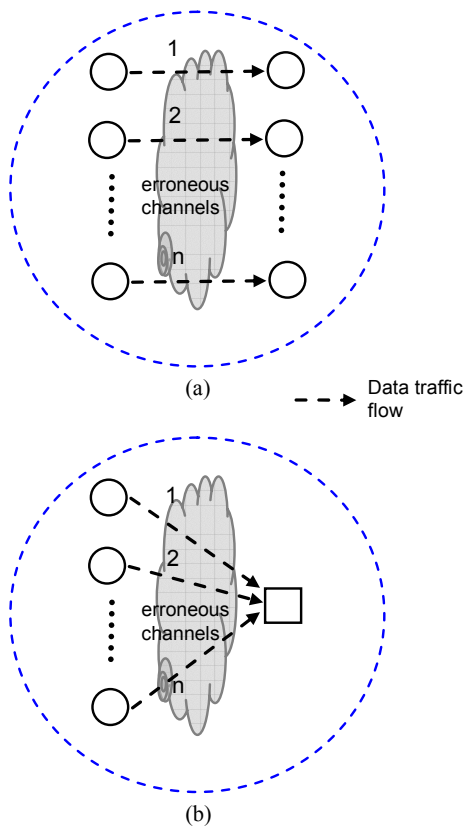 1
2
erroneous
channels
n
(a)
Data traffic
flow
1
2
erroneous
channels
n
(b)